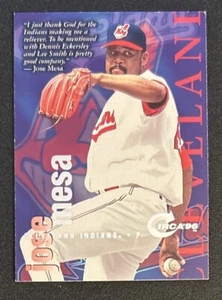 "I just thank God for the
Indians making me a
reliever. To be mentioned
with Dennis Eckersley
and Lee Smith is pretty
good company."
— Jose Mesa
CIRCA'96
jose
mesa
INDIANS. • P